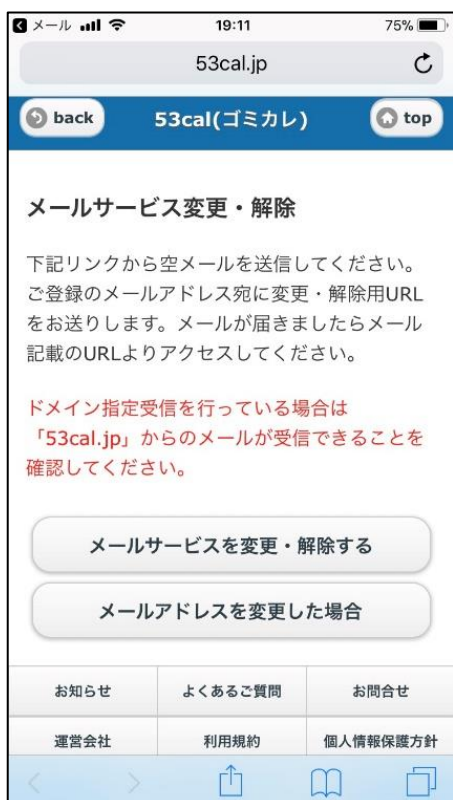 メール 19:11 75%
53cal.jp
back 53cal(ゴミカレ) top
メールサービス変更・解除
下記リンクから空メールを送信してください。
ご登録のメールアドレス宛に変更・解除用URL
をお送りします。メールが届きましたらメール
記載のURLよりアクセスしてください。
ドメイン指定受信を行っている場合は
「53cal.jp」からのメールが受信できることを
確認してください。
メールサービスを変更・解除する
メールアドレスを変更した場合
お知らせ よくあるご質問 お問合せ
運営会社 利用規約 個人情報保護方針